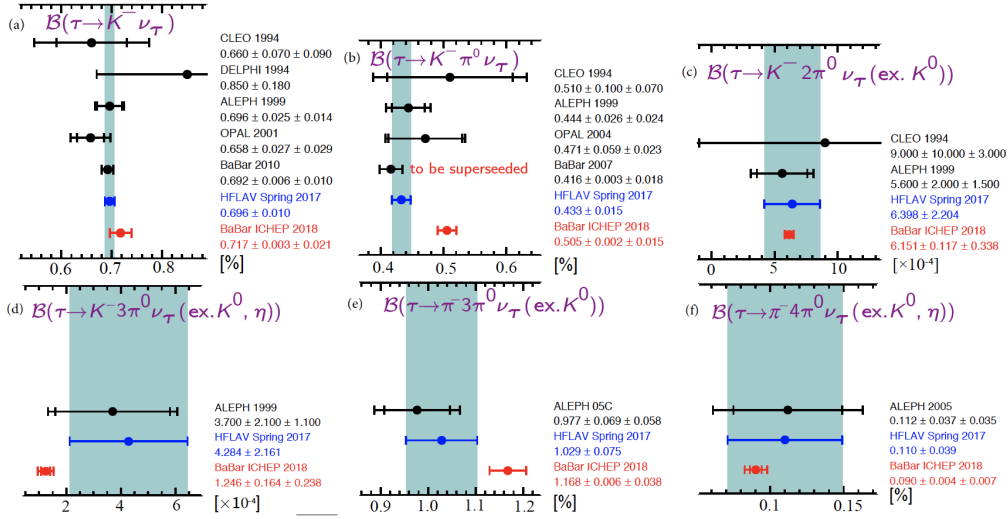 (a) B(τ→K⁻ν_τ)
CLEO 1994
0.660 ± 0.070 ± 0.090
DELPHI 1994
0.850 ± 0.180
ALEPH 1999
0.696 ± 0.025 ± 0.014
OPAL 2001
0.658 ± 0.027 ± 0.029
BaBar 2010
0.692 ± 0.006 ± 0.010
HFLAV Spring 2017
0.696 ± 0.010
BaBar ICHEP 2018
0.717 ± 0.003 ± 0.021
0.6 0.7 0.8 [%]
(b) B(τ→K⁻π⁰ν_τ)
CLEO 1994
0.510 ± 0.100 ± 0.070
ALEPH 1999
0.444 ± 0.026 ± 0.024
OPAL 2004
0.471 ± 0.059 ± 0.023
BaBar 2007
to be superseeded
0.416 ± 0.003 ± 0.018
HFLAV Spring 2017
0.433 ± 0.015
BaBar ICHEP 2018
0.505 ± 0.002 ± 0.015
0.4 0.5 0.6 [%]
(c) B(τ→K⁻2π⁰ν_τ(ex.K⁰))
CLEO 1994
9.000 ± 10.000 ± 3.000
ALEPH 1999
5.600 ± 2.000 ± 1.500
HFLAV Spring 2017
6.398 ± 2.204
BaBar ICHEP 2018
6.151 ± 0.117 ± 0.338
0 5 10 [×10⁻⁴]
(d) B(τ→K⁻3π⁰ν_τ(ex.K⁰,η))
ALEPH 1999
3.700 ± 2.100 ± 1.100
HFLAV Spring 2017
4.284 ± 2.161
BaBar ICHEP 2018
1.246 ± 0.164 ± 0.238
2 4 6 [×10⁻⁴]
(e) B(τ→π⁻3π⁰ν_τ(ex.K⁰))
ALEPH 05C
0.977 ± 0.069 ± 0.058
HFLAV Spring 2017
1.029 ± 0.075
BaBar ICHEP 2018
1.168 ± 0.006 ± 0.038
0.9 1.0 1.1 1.2 [%]
(f) B(τ→π⁻4π⁰ν_τ(ex.K⁰,η))
ALEPH 2005
0.112 ± 0.037 ± 0.035
HFLAV Spring 2017
0.110 ± 0.039
BaBar ICHEP 2018
0.090 ± 0.004 ± 0.007
0.1 0.15 [%]